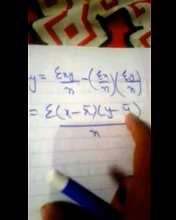 y = Σxy/n - (Σx/n)(Σy/n)
= Σ(x-x̄)(y-ȳ)/n